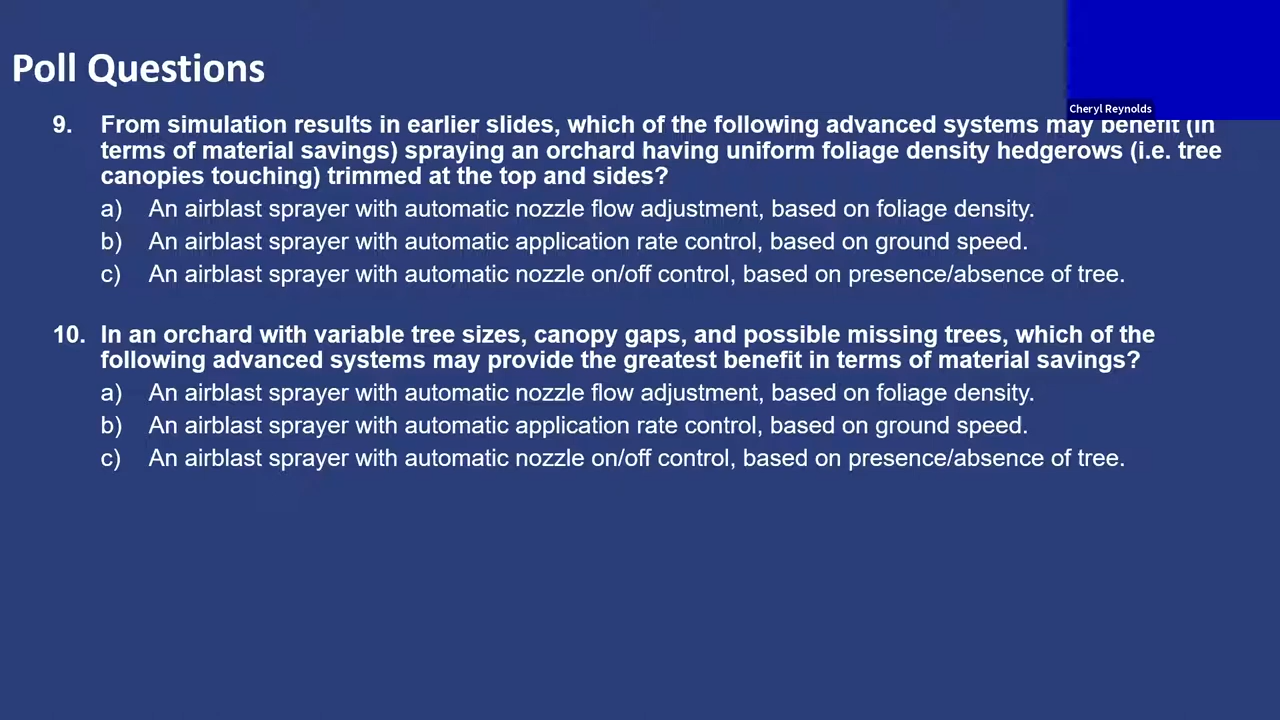 Poll Questions
Cheryl Reynolds
9. From simulation results in earlier slides, which of the following advanced systems may benefit (in
terms of material savings) spraying an orchard having uniform foliage density hedgerows (i.e. tree
canopies touching) trimmed at the top and sides?
a) An airblast sprayer with automatic nozzle flow adjustment, based on foliage density.
b) An airblast sprayer with automatic application rate control, based on ground speed.
c) An airblast sprayer with automatic nozzle on/off control, based on presence/absence of tree.
10. In an orchard with variable tree sizes, canopy gaps, and possible missing trees, which of the
following advanced systems may provide the greatest benefit in terms of material savings?
a) An airblast sprayer with automatic nozzle flow adjustment, based on foliage density.
b) An airblast sprayer with automatic application rate control, based on ground speed.
c) An airblast sprayer with automatic nozzle on/off control, based on presence/absence of tree.